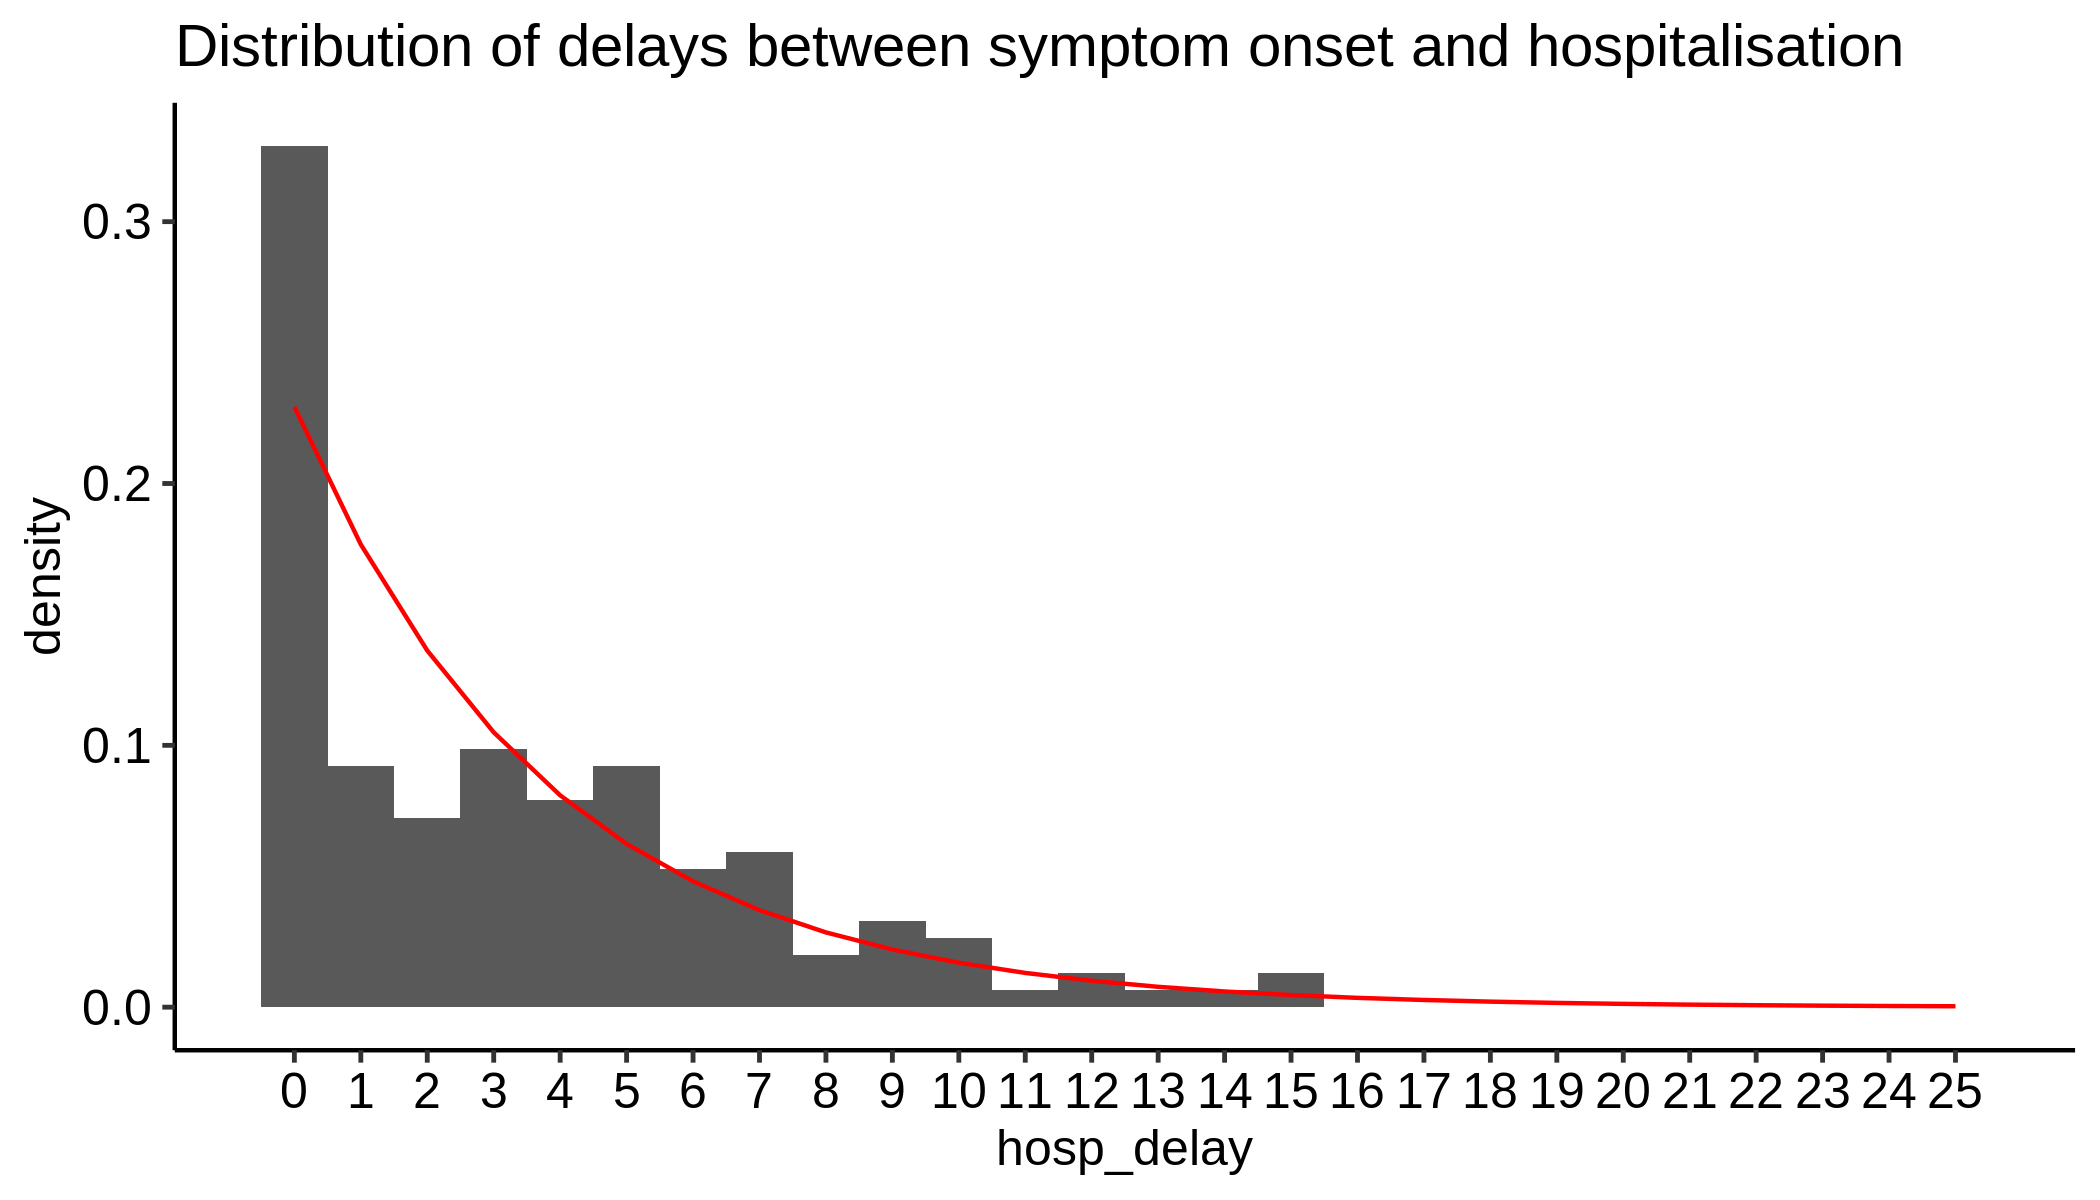 Distribution of delays between symptom onset and hospitalisation
density
0.3
0.2
0.1
0.0
0 1 2 3 4 5 6 7 8 9 10 11 12 13 14 15 16 17 18 19 20 21 22 23 24 25
hosp_delay